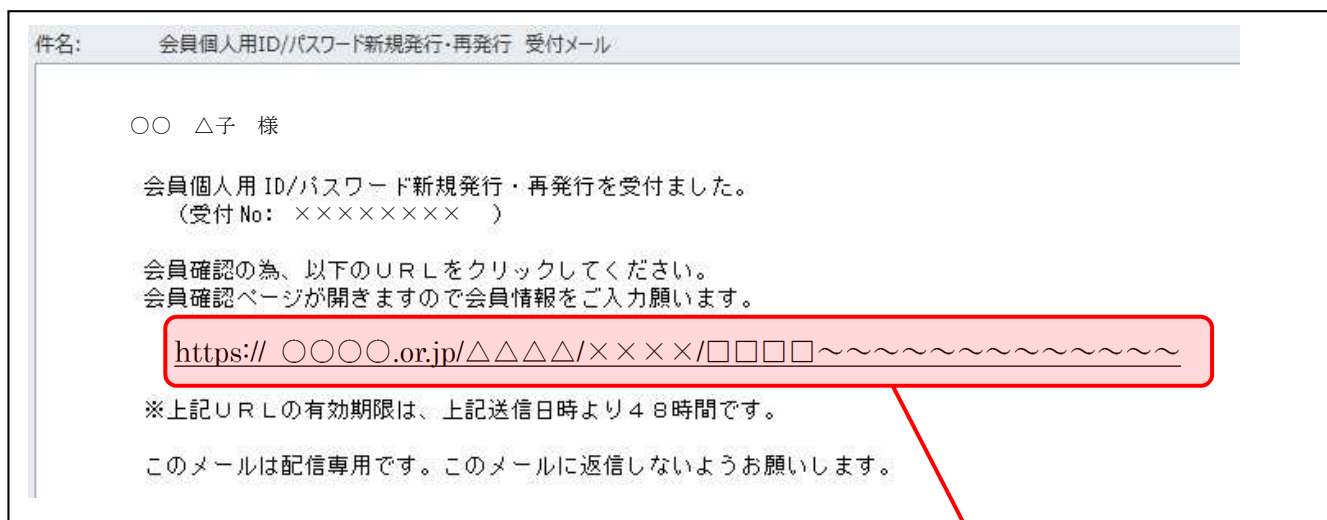 件名: 会員個人用ID/パスワード新規発行・再発行 受付メール
○○ △子 様
会員個人用 ID/パスワード新規発行・再発行を受付ました。
(受付 No: ×××××××× )
会員確認の為、以下のＵＲＬをクリックしてください。
会員確認ページが開きますので会員情報をご入力願います。
https:// ○○○○.or.jp/△△△△/××××/□□□□～～～～～～～～～～～～～
※上記ＵＲＬの有効期限は、上記送信日時より４８時間です。
このメールは配信専用です。このメールに返信しないようお願いします。